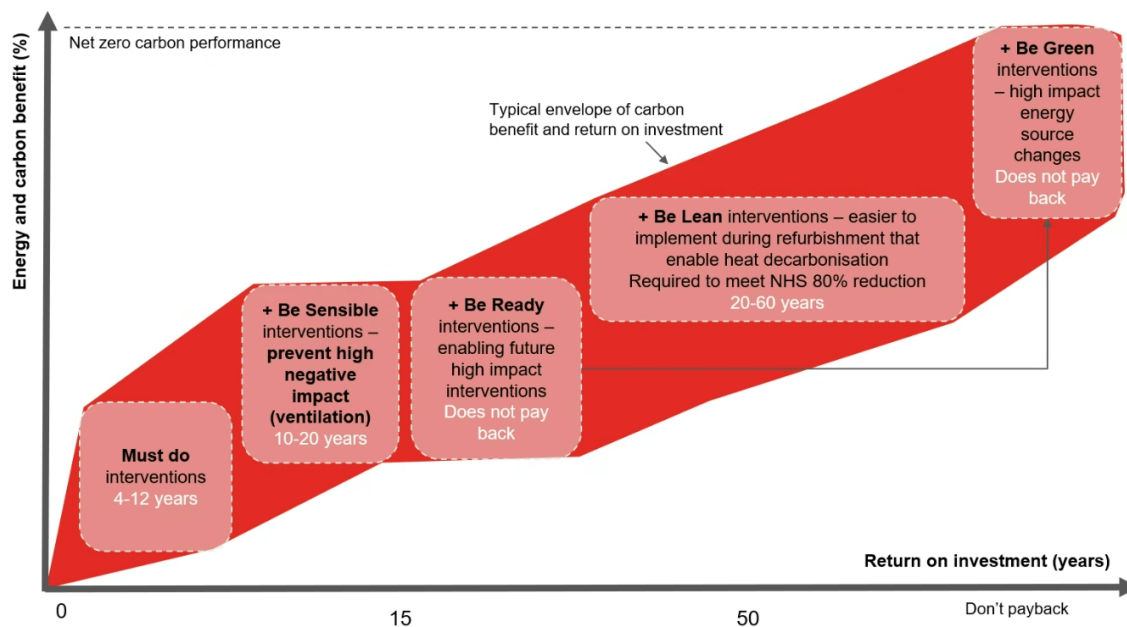 Energy and carbon benefit (%)
Net zero carbon performance
Typical envelope of carbon
benefit and return on investment
Must do
interventions
4-12 years
+ Be Sensible
interventions –
prevent high
negative
impact
(ventilation)
10-20 years
+ Be Ready
interventions –
enabling future
high impact
interventions
Does not pay
back
+ Be Lean interventions – easier to
implement during refurbishment that
enable heat decarbonisation
Required to meet NHS 80% reduction
20-60 years
+ Be Green
interventions
– high impact
energy
source
changes
Does not pay
back
Return on investment (years)
0
15
50
Don’t payback